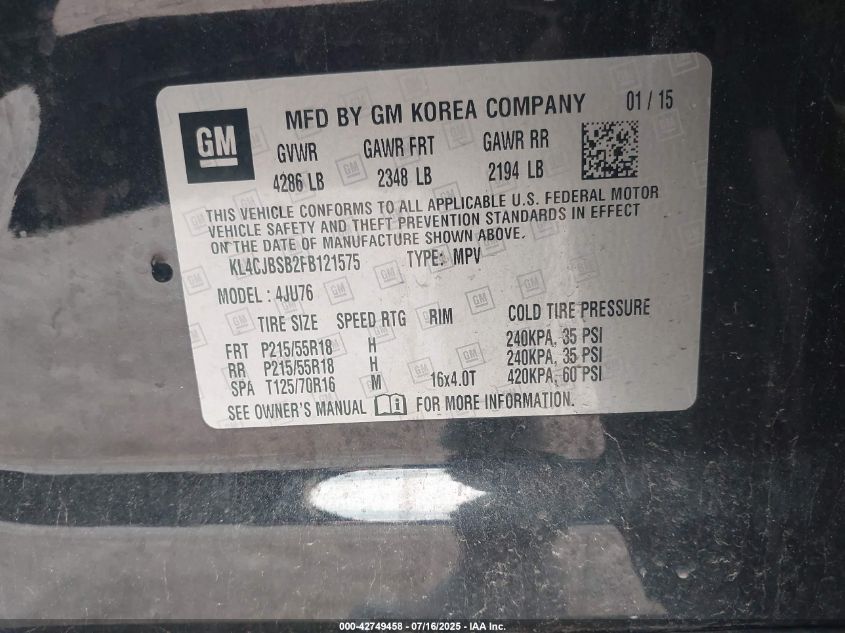 GM
MFD BY GM KOREA COMPANY 01 / 15
GVWR GAWR FRT GAWR RR
4286 LB 2348 LB 2194 LB
THIS VEHICLE CONFORMS TO ALL APPLICABLE U.S. FEDERAL MOTOR
VEHICLE SAFETY AND THEFT PREVENTION STANDARDS IN EFFECT
ON THE DATE OF MANUFACTURE SHOWN ABOVE.
KL4CJBSB2FB121575 TYPE: MPV
MODEL : 4JU76
TIRE SIZE SPEED RTG RIM COLD TIRE PRESSURE
FRT P215/55R18 H 240KPA, 35 PSI
RR P215/55R18 H 240KPA, 35 PSI
SPA T125/70R16 M 16x4.0T 420KPA, 60 PSI
SEE OWNER'S MANUAL FOR MORE INFORMATION.
000-42749458 - 07/16/2025 - IAA Inc.